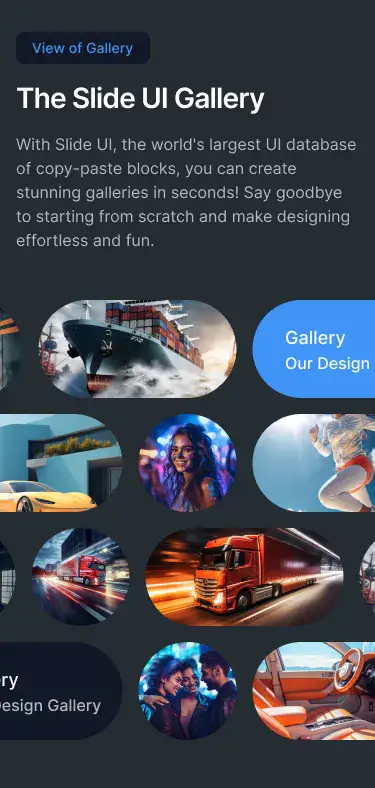 View of Gallery
The Slide UI Gallery
With Slide UI, the world's largest UI database
of copy-paste blocks, you can create
stunning galleries in seconds! Say goodbye
to starting from scratch and make designing
effortless and fun.
Gallery
Our Design
ery
esign Gallery